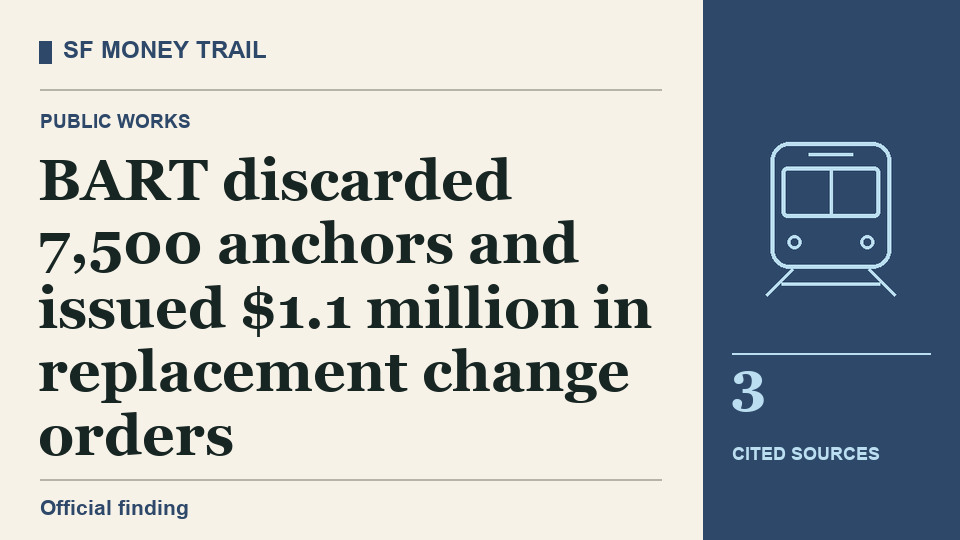 SF MONEY TRAIL
PUBLIC WORKS
BART discarded
7,500 anchors and
issued $1.1 million in
replacement change
orders
Official finding
3
CITED SOURCES